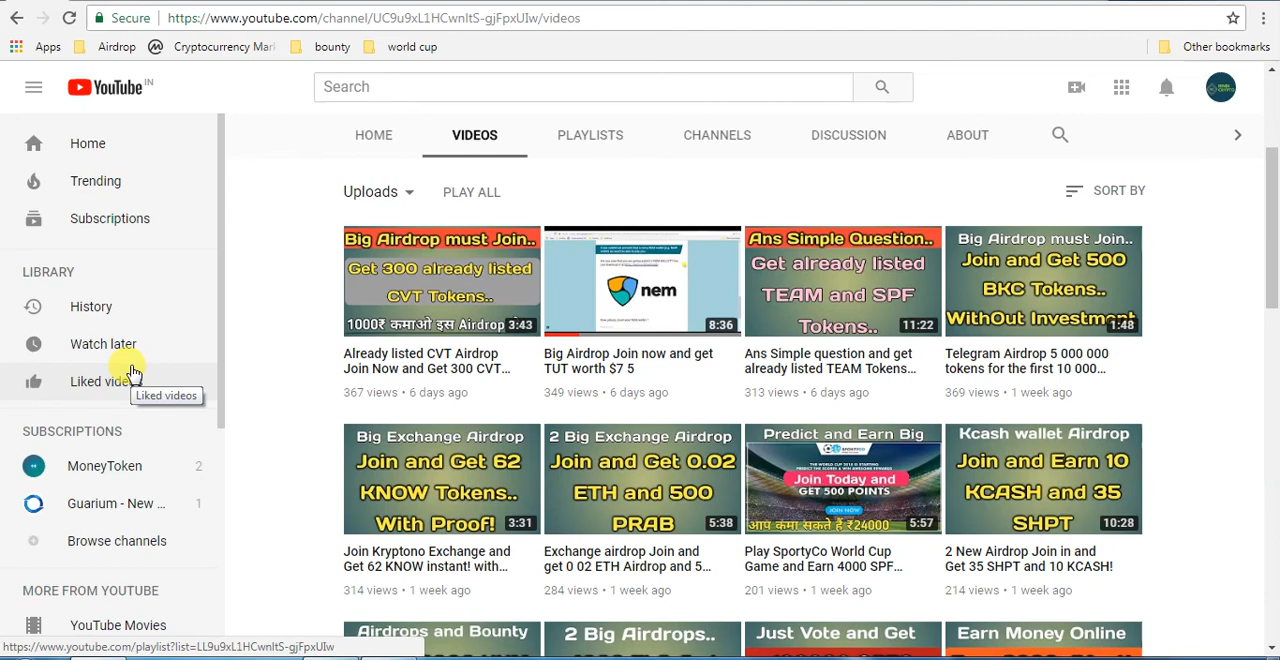 Secure
https://www.youtube.com/channel/UC9u9xL1HCwnItS-gjFpxUIw/videos
Apps
Airdrop
Cryptocurrency Mar
bounty
world cup
Other bookmarks
YouTube IN
Search
Home
Trending
Subscriptions
LIBRARY
History
Watch later
Liked vide
Liked videos
SUBSCRIPTIONS
MoneyToken 2
Guarium - New ... 1
Browse channels
MORE FROM YOUTUBE
YouTube Movies
https://www.youtube.com/playlist?list=LL9u9xL1HCwnItS-gjFpxUIw
HOME
VIDEOS
PLAYLISTS
CHANNELS
DISCUSSION
ABOUT
Uploads
PLAY ALL
SORT BY
Big Airdrop must Join..
Get 300 already listed
CVT Tokens..
1000₹ कमाओ इस Airdrop
3:43
Already listed CVT Airdrop
Join Now and Get 300 CVT...
367 views • 6 days ago
nem
8:36
Big Airdrop Join now and get
TUT worth $7 5
349 views • 6 days ago
Ans Simple Question..
Get already listed
TEAM and SPF
Tokens..
11:22
Ans Simple question and get
already listed TEAM Tokens...
313 views • 6 days ago
Big Airdrop must Join..
Join and Get 500
BKC Tokens..
WithOut Investment
1:48
Telegram Airdrop 5 000 000
tokens for the first 10 000...
369 views • 1 week ago
Big Exchange Airdrop
Join and Get 62
KNOW Tokens..
With Proof!
3:31
Join Kryptono Exchange and
Get 62 KNOW instant! with...
314 views • 1 week ago
2 Big Exchange Airdrop
Join and Get 0.02
ETH and 500
PRAB
5:38
Exchange airdrop Join and
get 0 02 ETH Airdrop and 5...
284 views • 1 week ago
Predict and Earn Big
Join Today and
GET 500 POINTS
JOIN NOW
आप कमा सकते हैं ₹24000
5:57
Play SportyCo World Cup
Game and Earn 4000 SPF...
201 views • 1 week ago
Kcash wallet Airdrop
Join and Earn 10
KCASH and 35
SHPT
10:28
2 New Airdrop Join in and
Get 35 SHPT and 10 KCASH!
214 views • 1 week ago
Airdrops and Bounty
2 Big Airdrops..
Just Vote and Get
Earn Money Online